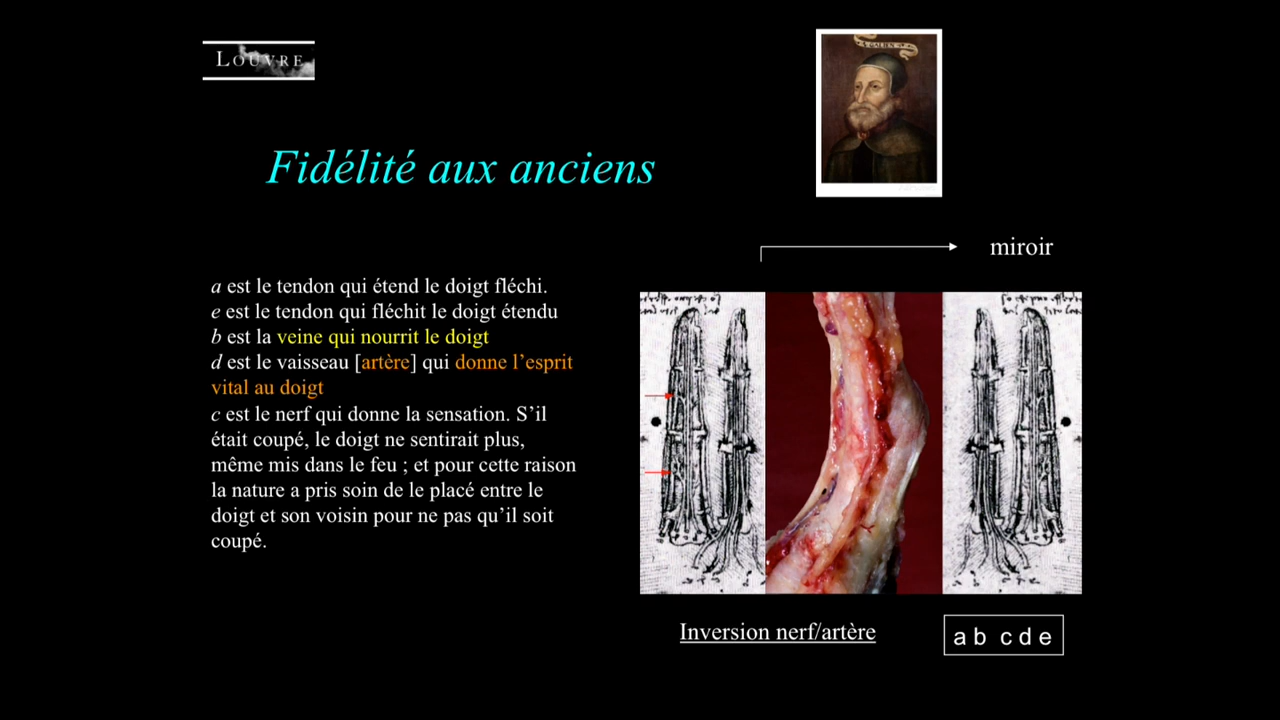 LOUVRE
S. GALIEN
Fidélité aux anciens
miroir
a est le tendon qui étend le doigt fléchi.
e est le tendon qui fléchit le doigt étendu
b est la veine qui nourrit le doigt
d est le vaisseau [artère] qui donne l’esprit
vital au doigt
c est le nerf qui donne la sensation. S’il
était coupé, le doigt ne sentirait plus,
même mis dans le feu ; et pour cette raison
la nature a pris soin de le placé entre le
doigt et son voisin pour ne pas qu’il soit
coupé.
Inversion nerf/artère
a b c d e